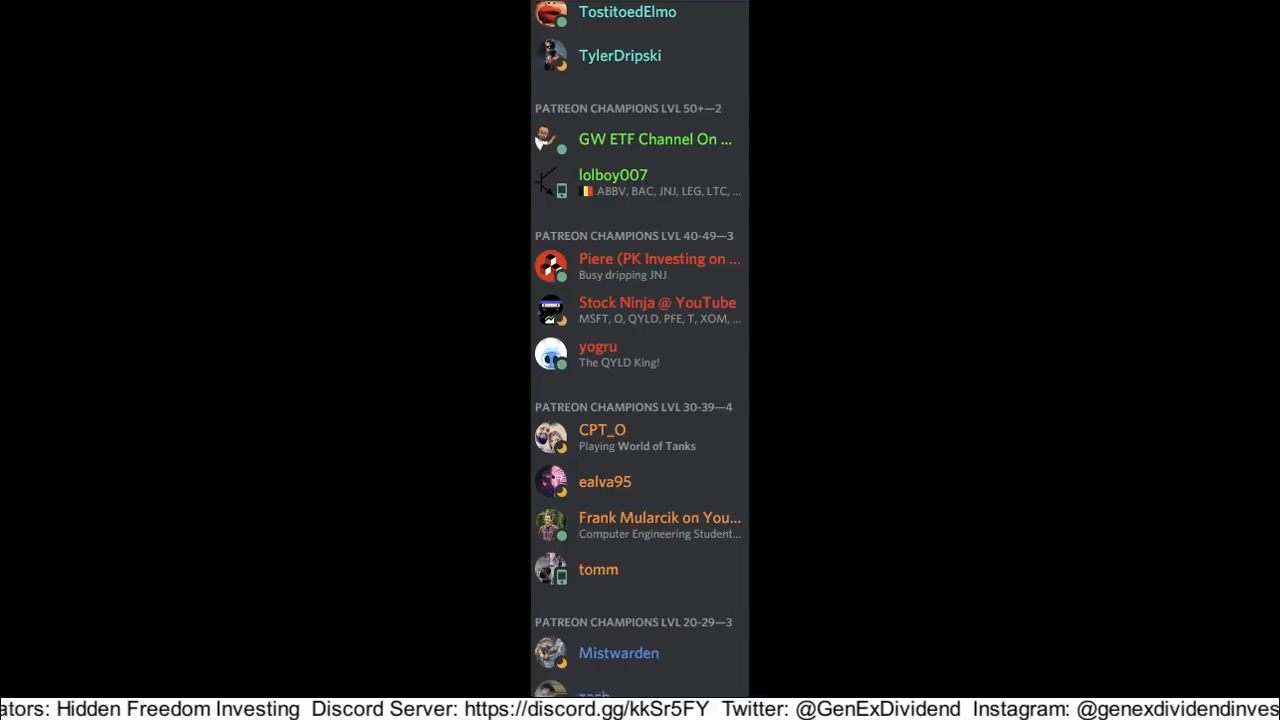 TostitoedElmo
TylerDripski
PATREON CHAMPIONS LVL 50+—2
GW ETF Channel On ...
lolboy007
ABBV, BAC, JNJ, LEG, LTC, ...
PATREON CHAMPIONS LVL 40-49—3
Piere (PK Investing on ...
Busy dripping JNJ
Stock Ninja @ YouTube
MSFT, O, QYLD, PFE, T, XOM, ...
yogru
The QYLD King!
PATREON CHAMPIONS LVL 30-39—4
CPT_O
Playing World of Tanks
ealva95
Frank Mularcik on You...
Computer Engineering Student...
tomm
PATREON CHAMPIONS LVL 20-29—3
Mistwarden
ators: Hidden Freedom Investing Discord Server: https://discord.gg/kkSr5FY Twitter: @GenExDividend Instagram: @genexdividendinves